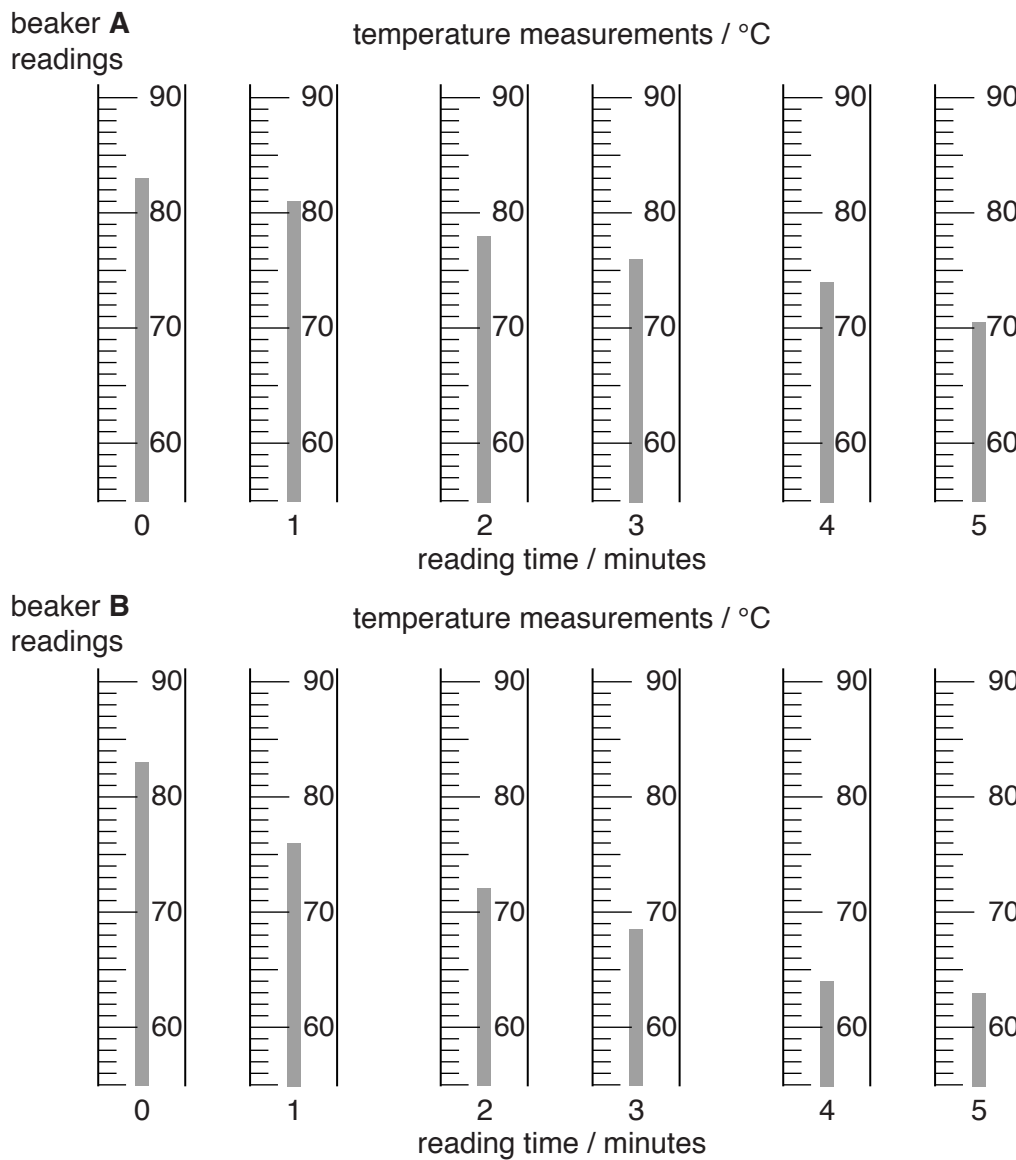 beaker A
readings
temperature measurements / °C
90 90 90 90 90 90
80 80 80 80 80 80
70 70 70 70 70 70
60 60 60 60 60 60
0 1 2 3 4 5
reading time / minutes
beaker B
readings
temperature measurements / °C
90 90 90 90 90 90
80 80 80 80 80 80
70 70 70 70 70 70
60 60 60 60 60 60
0 1 2 3 4 5
reading time / minutes